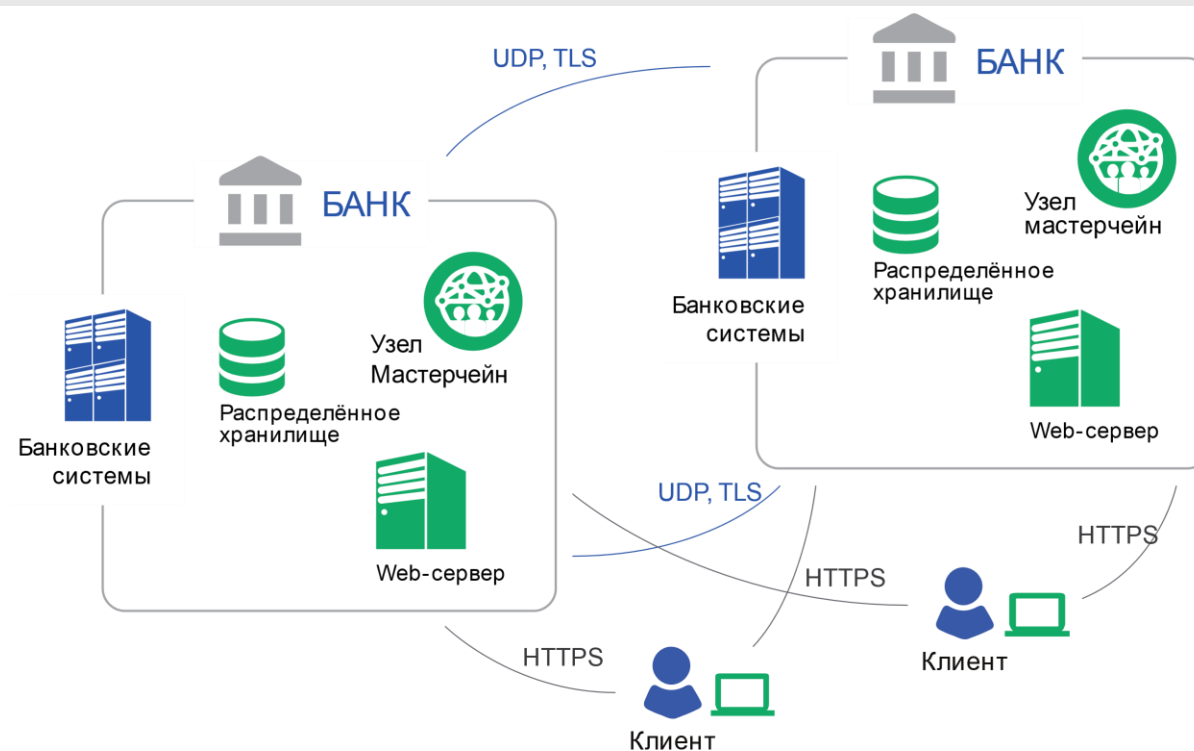 UDP, TLS
БАНК
Узел
мастерчейн
Распределённое
хранилище
Банковские
системы
Web-сервер
БАНК
Узел
Мастерчейн
Распределённое
хранилище
Банковские
системы
Web-сервер
UDP, TLS
HTTPS
HTTPS
HTTPS
Клиент
Клиент